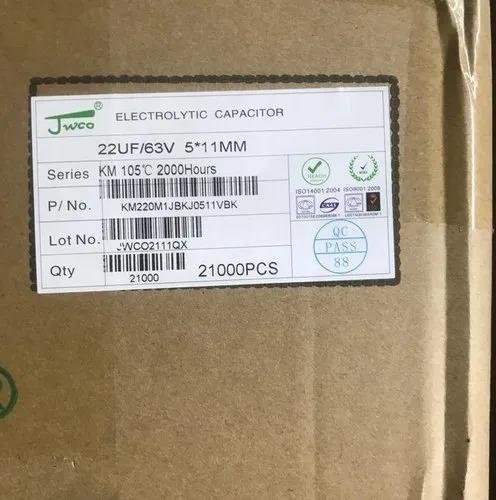 Jwco®
ELECTROLYTIC CAPACITOR
22UF/63V 5*11MM
Series KM 105℃ 2000Hours
P/ No. KM220M1JBKJ0511VBK
Lot No. JWCO2111QX
Qty 21000 21000PCS
REACH
ISO14001:2004 ISO9001:2008
QC
PASS
88